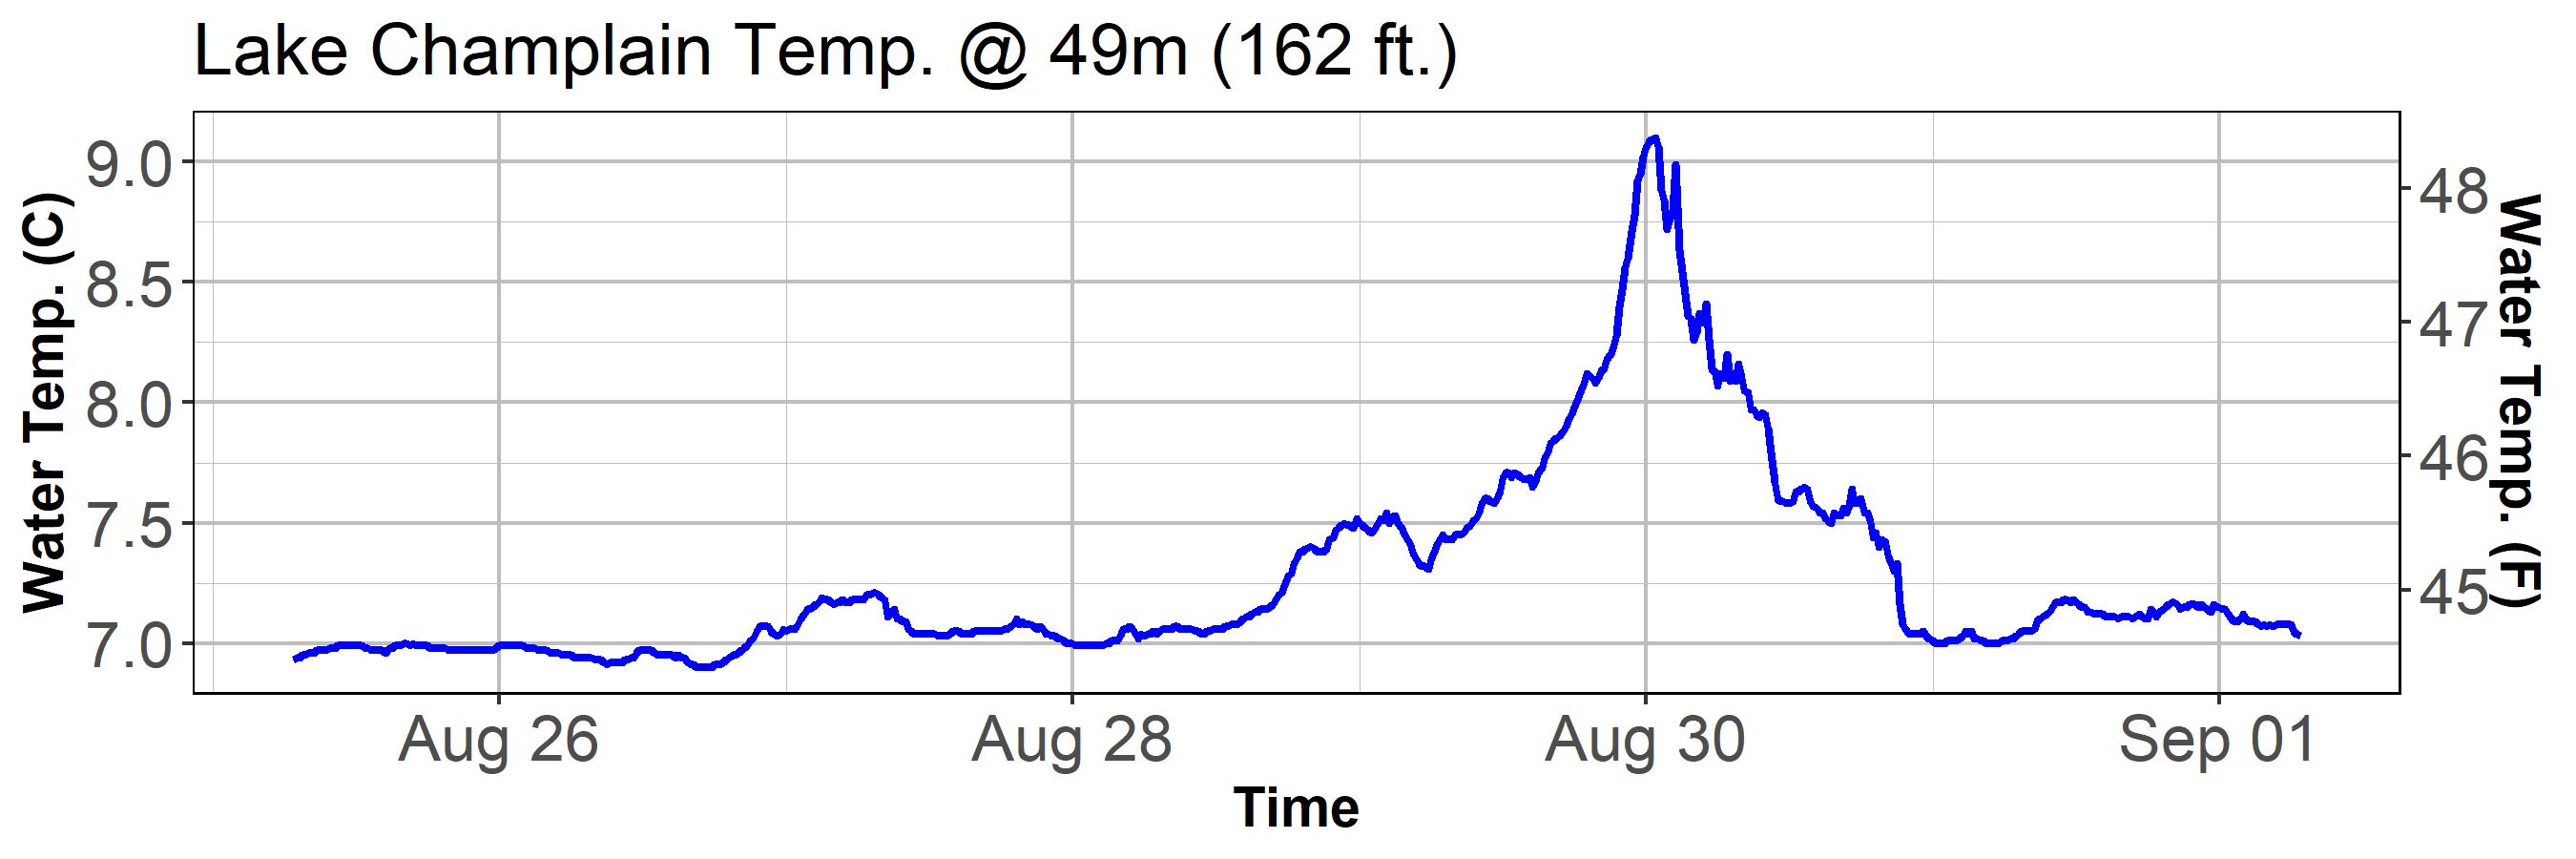 Lake Champlain Temp. @ 49m (162 ft.)
Water Temp. (C)
9.0
8.5
8.0
7.5
7.0
48
47
46
45
Water Temp. (F)
Aug 26 Aug 28 Aug 30 Sep 01
Time